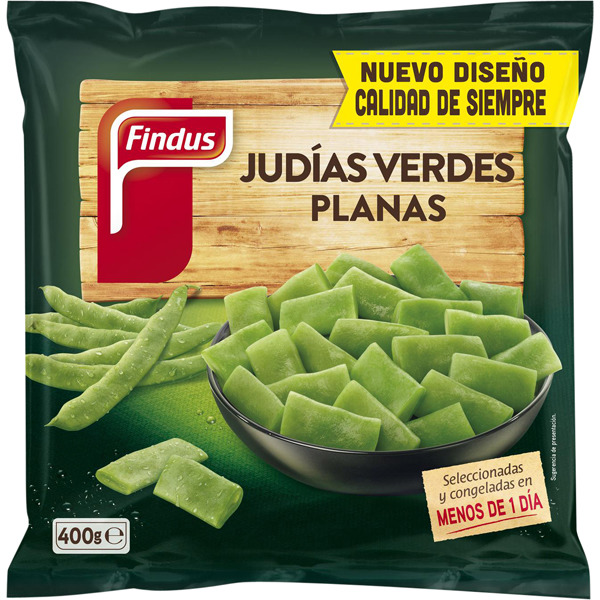 NUEVO DISEÑO
CALIDAD DE SIEMPRE
Findus
JUDÍAS VERDES
PLANAS
Sugerencia de presentación.
Seleccionadas
y congeladas en
MENOS DE 1 DÍA
400g ℮